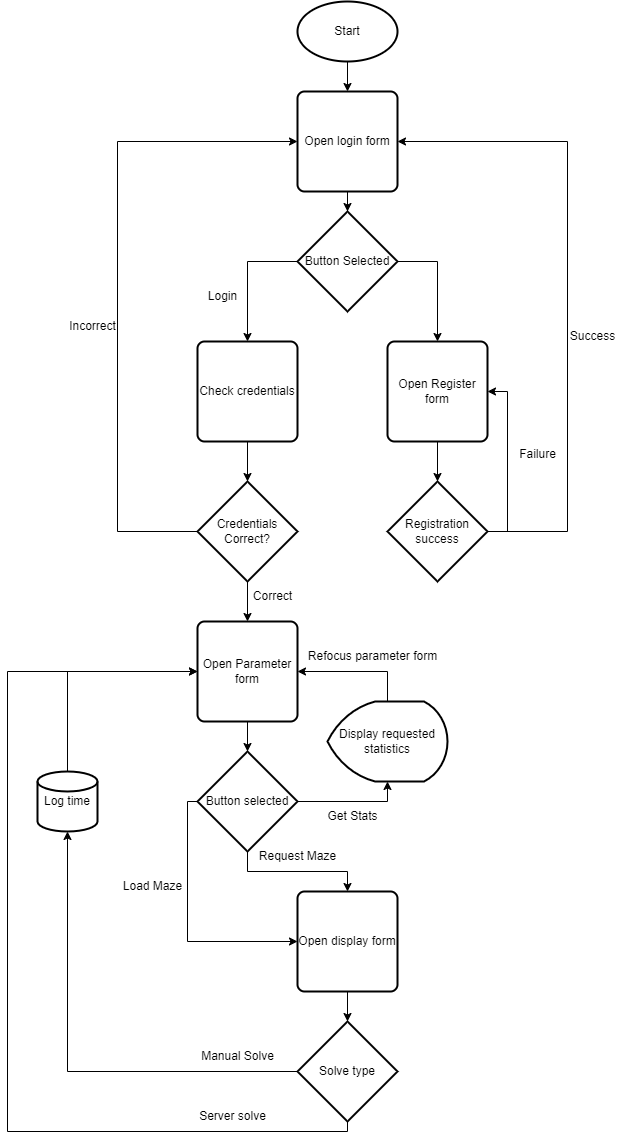 Start
Open login form
Button Selected
Login
Incorrect
Success
Check credentials
Open Register
form
Failure
Credentials
Correct?
Registration
success
Correct
Open Parameter
form
Refocus parameter form
Display requested
statistics
Log time
Button selected
Get Stats
Request Maze
Load Maze
Open display form
Manual Solve
Solve type
Server solve